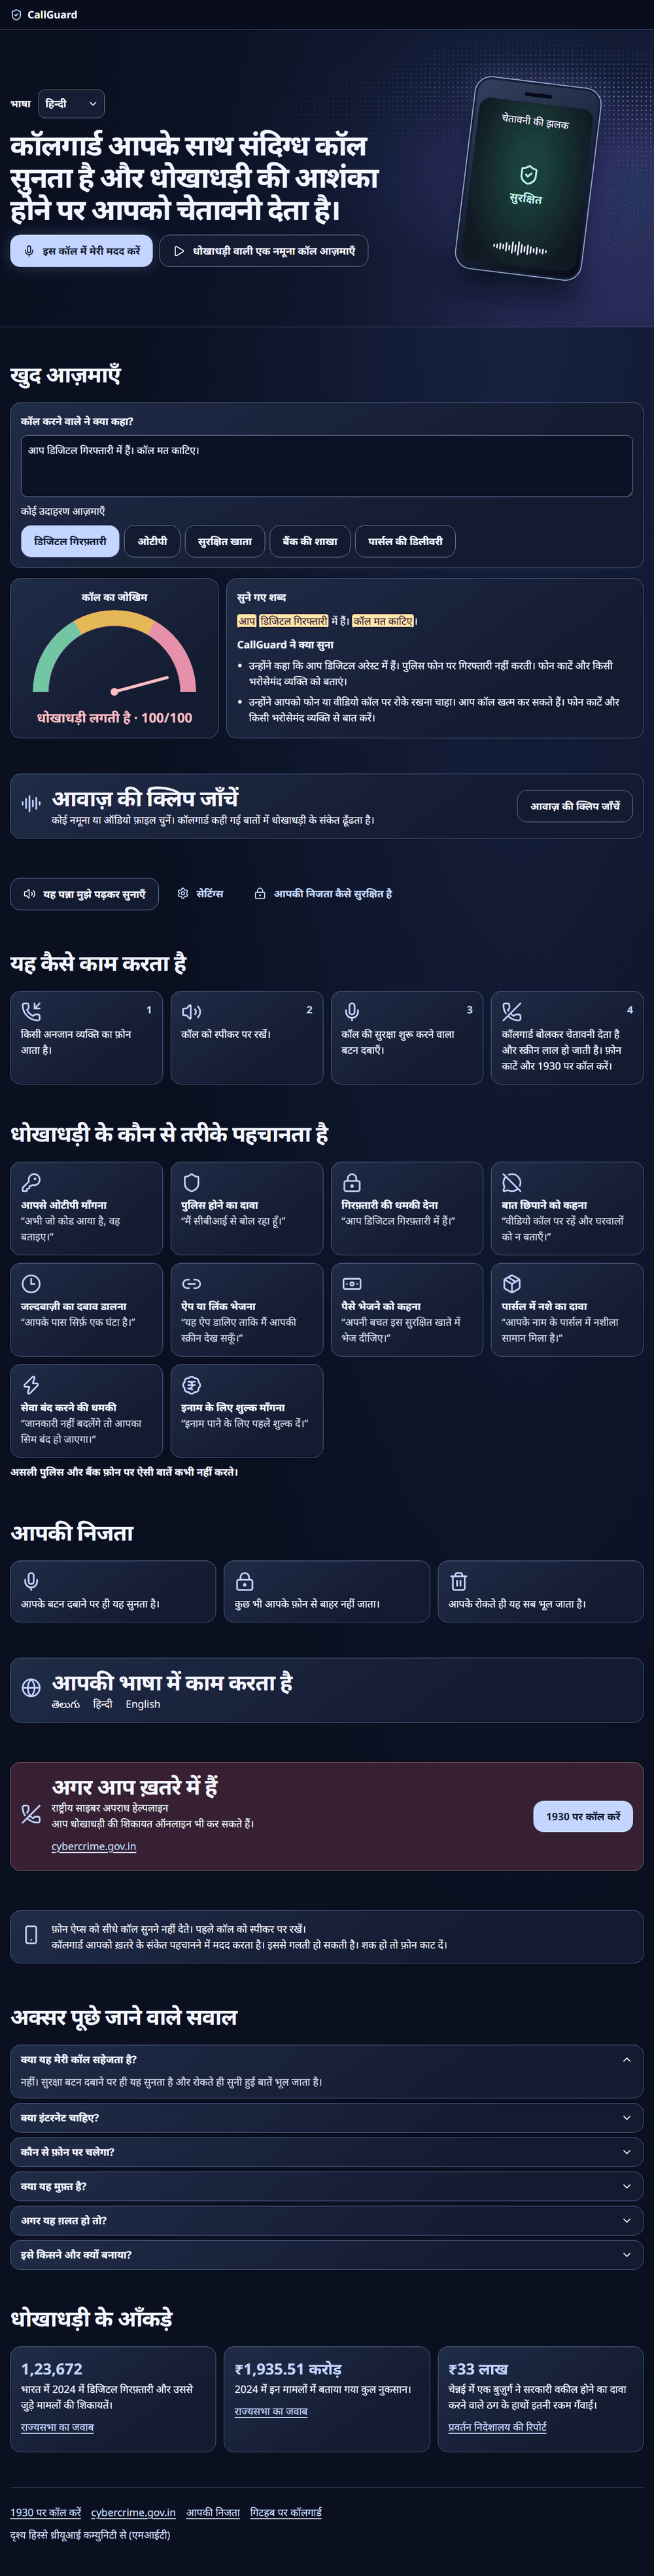 CallGuard
भाषा हिन्दी
कॉलगार्ड आपके साथ संदिग्ध कॉल
सुनता है और धोखाधड़ी की आशंका
होने पर आपको चेतावनी देता है।
इस कॉल में मेरी मदद करें
धोखाधड़ी वाली एक नमूना कॉल आज़माएँ
चेतावनी की झलक
सुरक्षित
खुद आज़माएँ
कॉल करने वाले ने क्या कहा?
आप डिजिटल गिरफ्तारी में हैं। कॉल मत काटिए।
कोई उदाहरण आज़माएँ
डिजिटल गिरफ़्तारी
ओटीपी
सुरक्षित खाता
बैंक की शाखा
पार्सल की डिलीवरी
कॉल का जोखिम
धोखाधड़ी लगती है · 100/100
सुने गए शब्द
आप डिजिटल गिरफ्तारी में हैं। कॉल मत काटिए।
CallGuard ने क्या सुना
उन्होंने कहा कि आप डिजिटल अरेस्ट में हैं। पुलिस फोन पर गिरफ्तारी नहीं करती। फोन काटें और किसी
भरोसेमंद व्यक्ति को बताएं।
उन्होंने आपको फोन या वीडियो कॉल पर रोके रखना चाहा। आप कॉल खत्म कर सकते हैं। फोन काटें और
किसी भरोसेमंद व्यक्ति से बात करें।
आवाज़ की क्लिप जाँचें
कोई नमूना या ऑडियो फ़ाइल चुनें। कॉलगार्ड कही गई बातों में धोखाधड़ी के संकेत ढूँढता है।
आवाज़ की क्लिप जाँचें
यह पन्ना मुझे पढ़कर सुनाएँ
सेटिंग्स
आपकी निजता कैसे सुरक्षित है
यह कैसे काम करता है
1
किसी अनजान व्यक्ति का फ़ोन
आता है।
2
कॉल को स्पीकर पर रखें।
3
कॉल की सुरक्षा शुरू करने वाला
बटन दबाएँ।
4
कॉलगार्ड बोलकर चेतावनी देता है
और स्क्रीन लाल हो जाती है। फ़ोन
काटें और 1930 पर कॉल करें।
धोखाधड़ी के कौन से तरीके पहचानता है
आपसे ओटीपी माँगना
“अभी जो कोड आया है, वह
बताइए।”
पुलिस होने का दावा
“मैं सीबीआई से बोल रहा हूँ।”
गिरफ़्तारी की धमकी देना
“आप डिजिटल गिरफ़्तारी में हैं।”
बात छिपाने को कहना
“वीडियो कॉल पर रहें और घरवालों
को न बताएँ।”
जल्दबाज़ी का दबाव डालना
“आपके पास सिर्फ़ एक घंटा है।”
ऐप या लिंक भेजना
“यह ऐप डालिए ताकि मैं आपकी
स्क्रीन देख सकूँ।”
पैसे भेजने को कहना
“अपनी बचत इस सुरक्षित खाते में
भेज दीजिए।”
पार्सल में नशे का दावा
“आपके नाम के पार्सल में नशीला
सामान मिला है।”
सेवा बंद करने की धमकी
“जानकारी नहीं बदलेंगे तो आपका
सिम बंद हो जाएगा।”
इनाम के लिए शुल्क माँगना
“इनाम पाने के लिए पहले शुल्क दें।”
असली पुलिस और बैंक फ़ोन पर ऐसी बातें कभी नहीं करते।
आपकी निजता
आपके बटन दबाने पर ही यह सुनता है।
कुछ भी आपके फ़ोन से बाहर नहीं जाता।
आपके रोकते ही यह सब भूल जाता है।
आपकी भाषा में काम करता है
తెలుగు हिन्दी English
अगर आप ख़तरे में हैं
राष्ट्रीय साइबर अपराध हेल्पलाइन
आप धोखाधड़ी की शिकायत ऑनलाइन भी कर सकते हैं।
cybercrime.gov.in
1930 पर कॉल करें
फ़ोन ऐप्स को सीधे कॉल सुनने नहीं देते। पहले कॉल को स्पीकर पर रखें।
कॉलगार्ड आपको ख़तरे के संकेत पहचानने में मदद करता है। इससे गलती हो सकती है। शक हो तो फ़ोन काट दें।
अक्सर पूछे जाने वाले सवाल
क्या यह मेरी कॉल सहेजता है?
नहीं। सुरक्षा बटन दबाने पर ही यह सुनता है और रोकते ही सुनी हुई बातें भूल जाता है।
क्या इंटरनेट चाहिए?
कौन से फ़ोन पर चलेगा?
क्या यह मुफ़्त है?
अगर यह ग़लत हो तो?
इसे किसने और क्यों बनाया?
धोखाधड़ी के आँकड़े
1,23,672
भारत में 2024 में डिजिटल गिरफ़्तारी और उससे
जुड़े मामलों की शिकायतें।
राज्यसभा का जवाब
₹1,935.51 करोड़
2024 में इन मामलों में बताया गया कुल नुकसान।
राज्यसभा का जवाब
₹33 लाख
चेन्नई में एक बुज़ुर्ग ने सरकारी वकील होने का दावा
करने वाले ठग के हाथों इतनी रकम गँवाई।
प्रवर्तन निदेशालय की रिपोर्ट
1930 पर कॉल करें cybercrime.gov.in आपकी निजता गिटहब पर कॉलगार्ड
दृश्य हिस्से थ्रीयूआई कम्युनिटी से (एमआईटी)